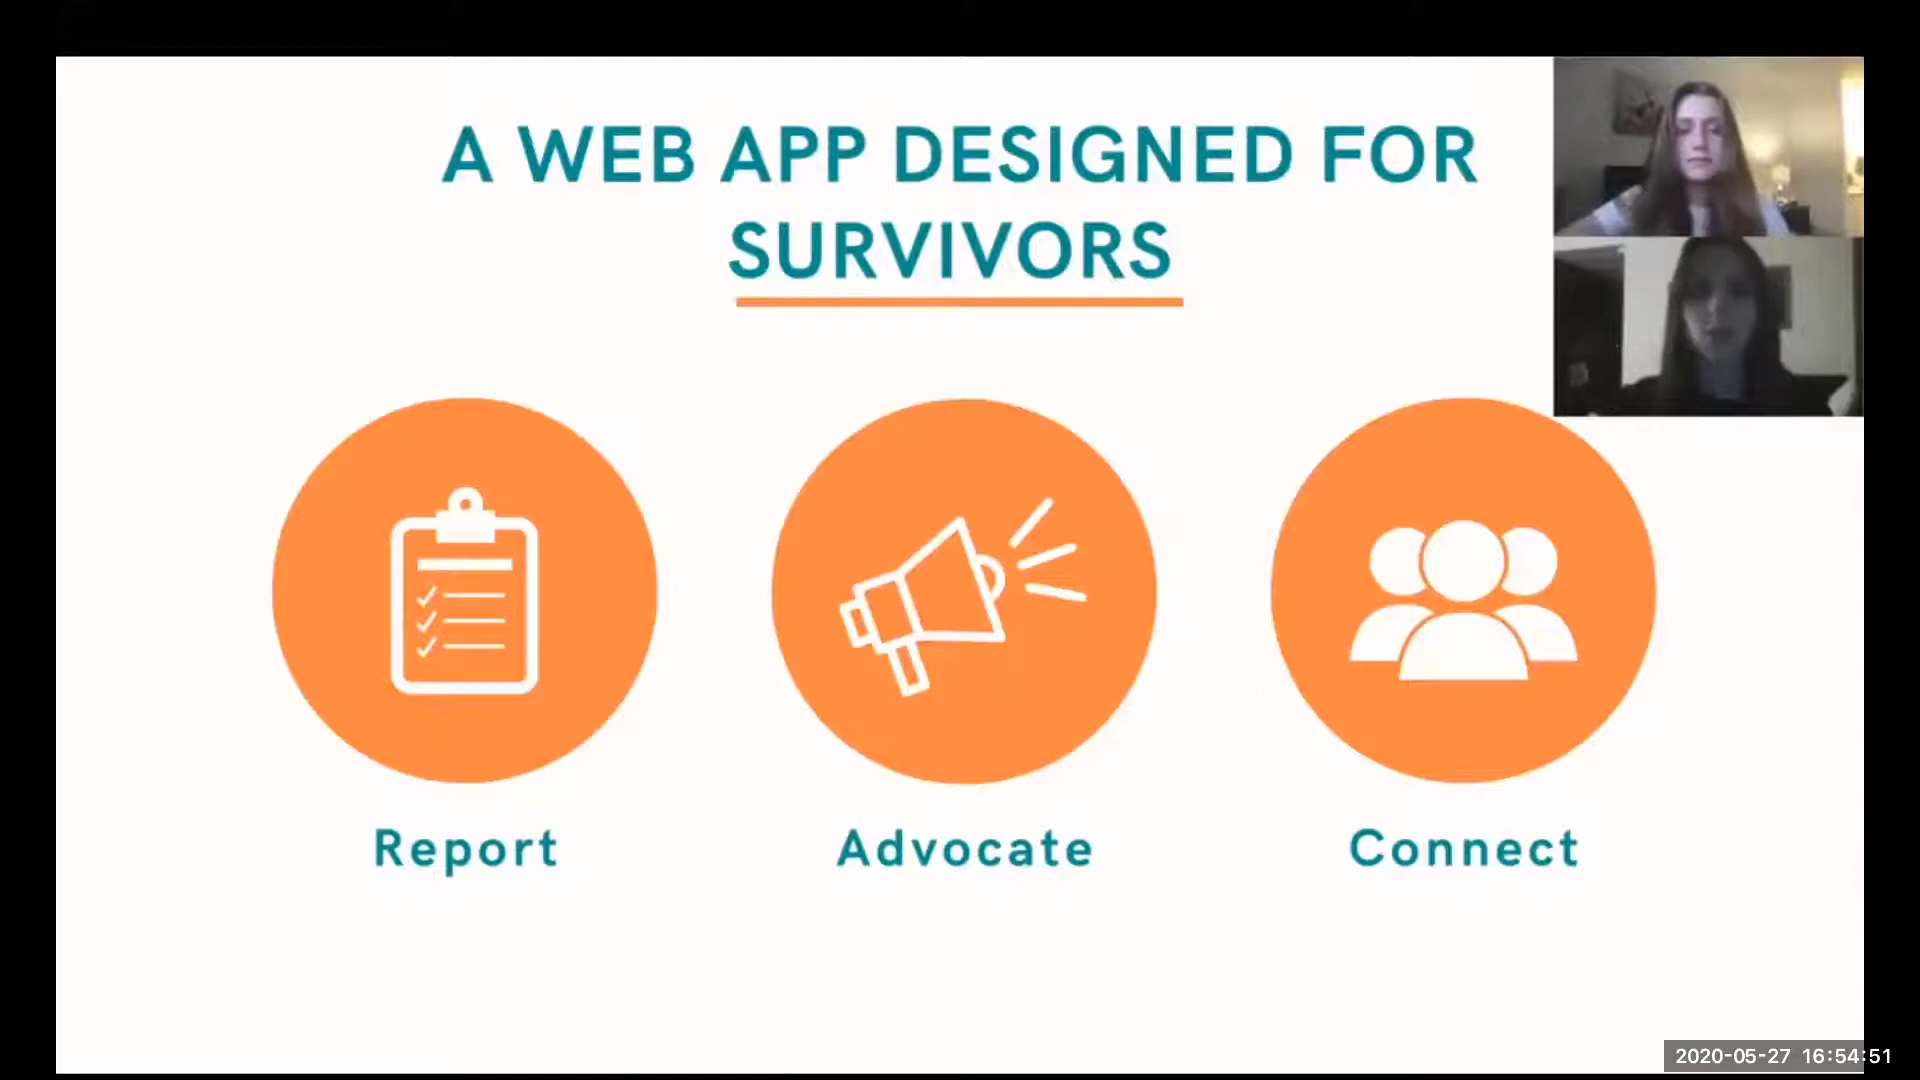 A WEB APP DESIGNED FOR
SURVIVORS
Report
Advocate
Connect
2020-05-27 16:54:51